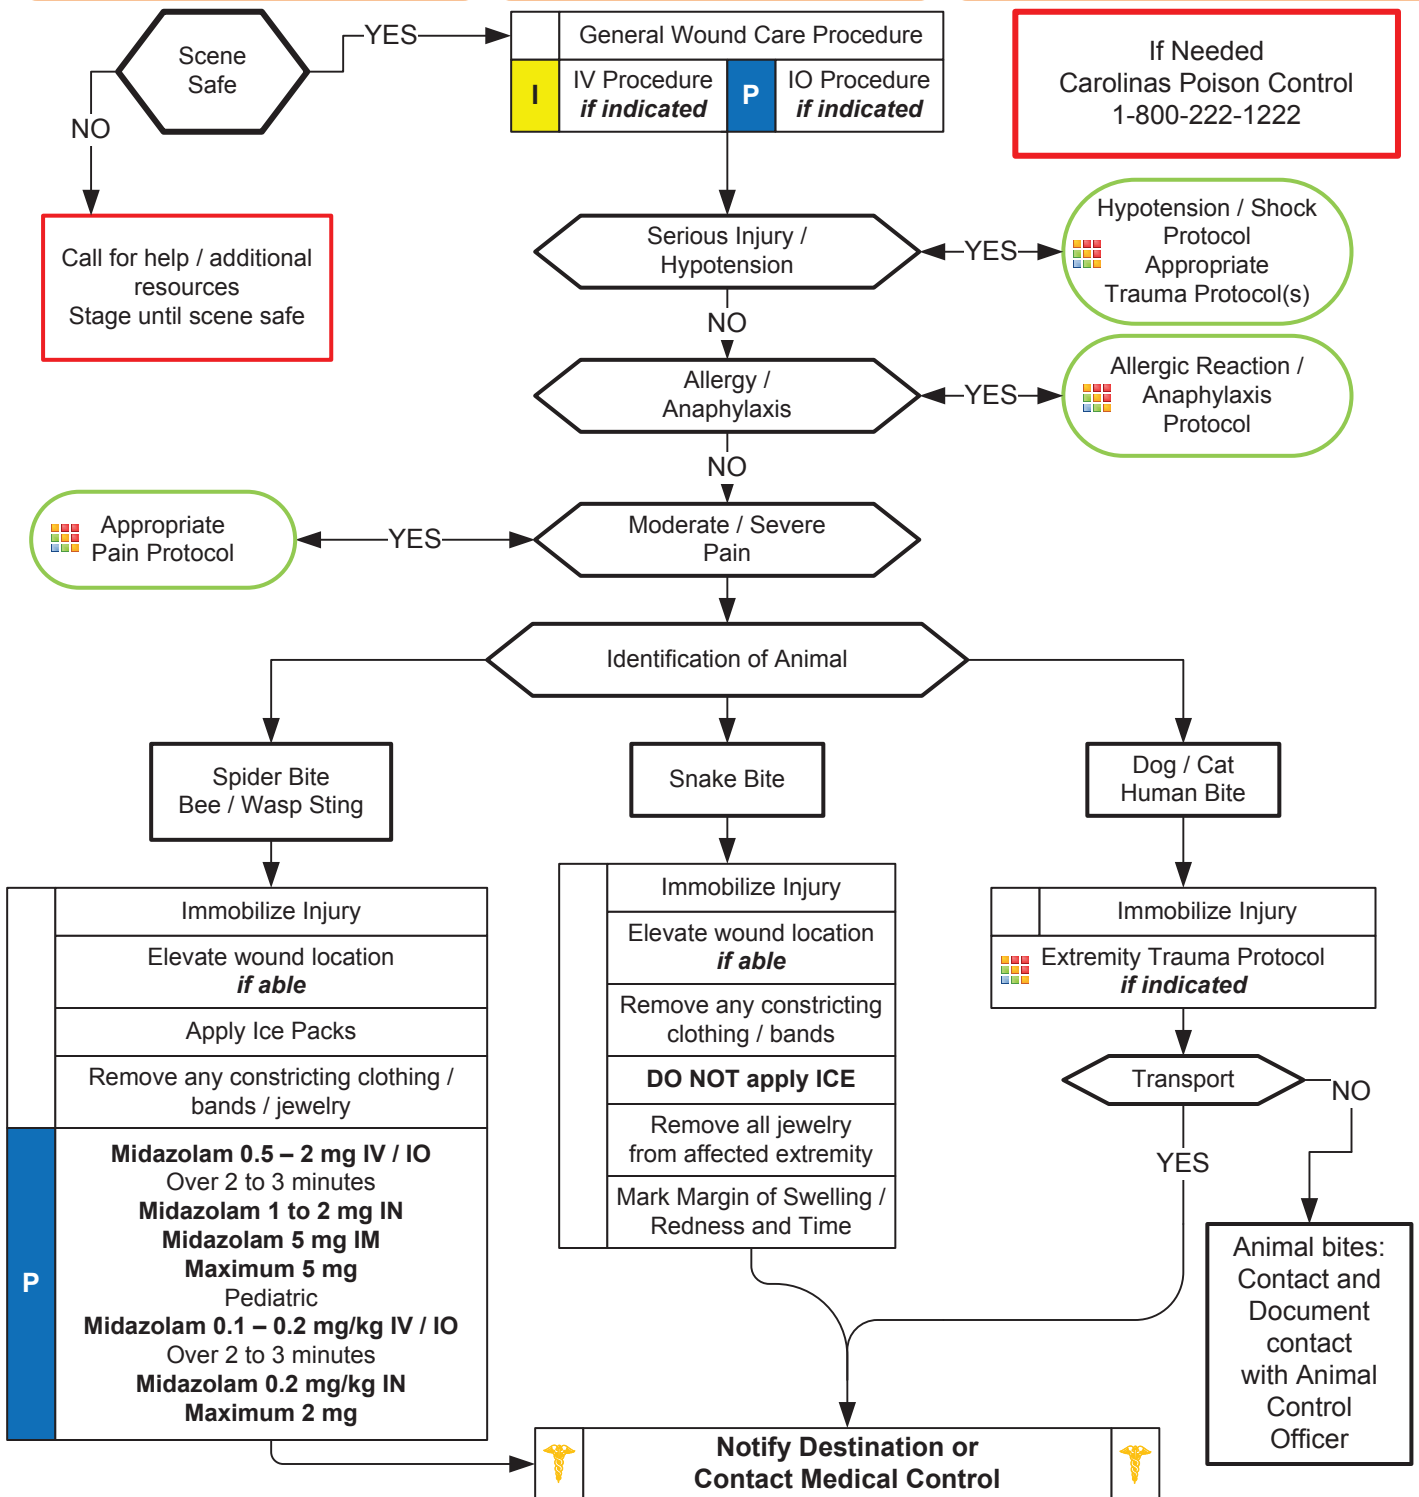 Scene
Safe
YES
NO
General Wound Care Procedure
I
IV Procedure
if indicated
P
IO Procedure
if indicated
If Needed
Carolinas Poison Control
1-800-222-1222
Call for help / additional
resources
Stage until scene safe
Serious Injury /
Hypotension
YES
Hypotension / Shock
Protocol
Appropriate
Trauma Protocol(s)
NO
Allergy /
Anaphylaxis
YES
Allergic Reaction /
Anaphylaxis
Protocol
NO
Moderate / Severe
Pain
YES
Appropriate
Pain Protocol
Identification of Animal
Spider Bite
Bee / Wasp Sting
Immobilize Injury
Elevate wound location
if able
Apply Ice Packs
Remove any constricting clothing /
bands / jewelry
P
Midazolam 0.5 – 2 mg IV / IO
Over 2 to 3 minutes
Midazolam 1 to 2 mg IN
Midazolam 5 mg IM
Maximum 5 mg
Pediatric
Midazolam 0.1 – 0.2 mg/kg IV / IO
Over 2 to 3 minutes
Midazolam 0.2 mg/kg IN
Maximum 2 mg
Snake Bite
Immobilize Injury
Elevate wound location
if able
Remove any constricting
clothing / bands
DO NOT apply ICE
Remove all jewelry
from affected extremity
Mark Margin of Swelling /
Redness and Time
Dog / Cat
Human Bite
Immobilize Injury
Extremity Trauma Protocol
if indicated
Transport
NO
YES
Animal bites:
Contact and
Document
contact
with Animal
Control
Officer
Notify Destination or
Contact Medical Control